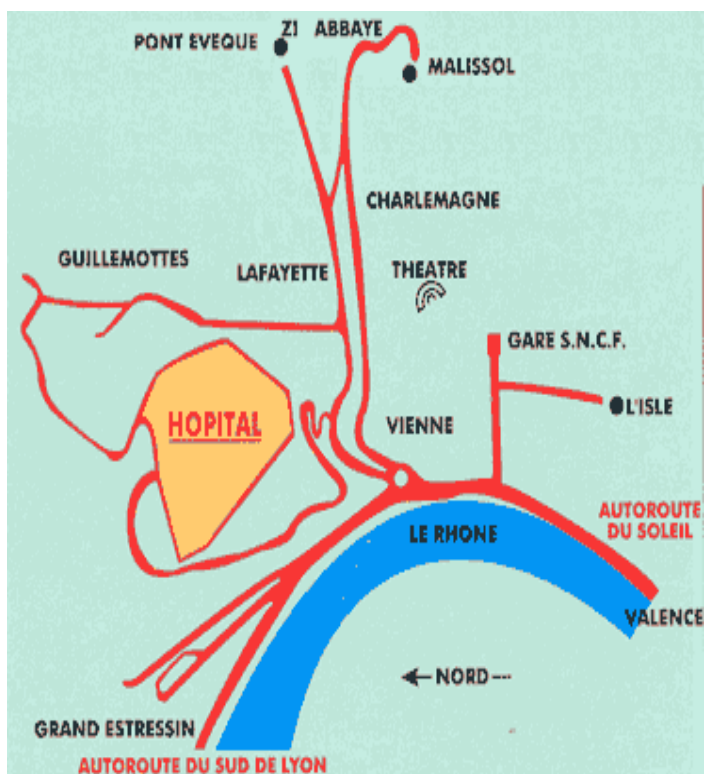 ZI ABBAYE
PONT EVEQUE
MALISSOL
CHARLEMAGNE
GUILLEMOTTES
LAFAYETTE
THEATRE
GARE S.N.C.F.
L'ISLE
HOPITAL
VIENNE
AUTOROUTE
DU SOLEIL
LE RHONE
VALENCE
NORD
GRAND ESTRESSIN
AUTOROUTE DU SUD DE LYON